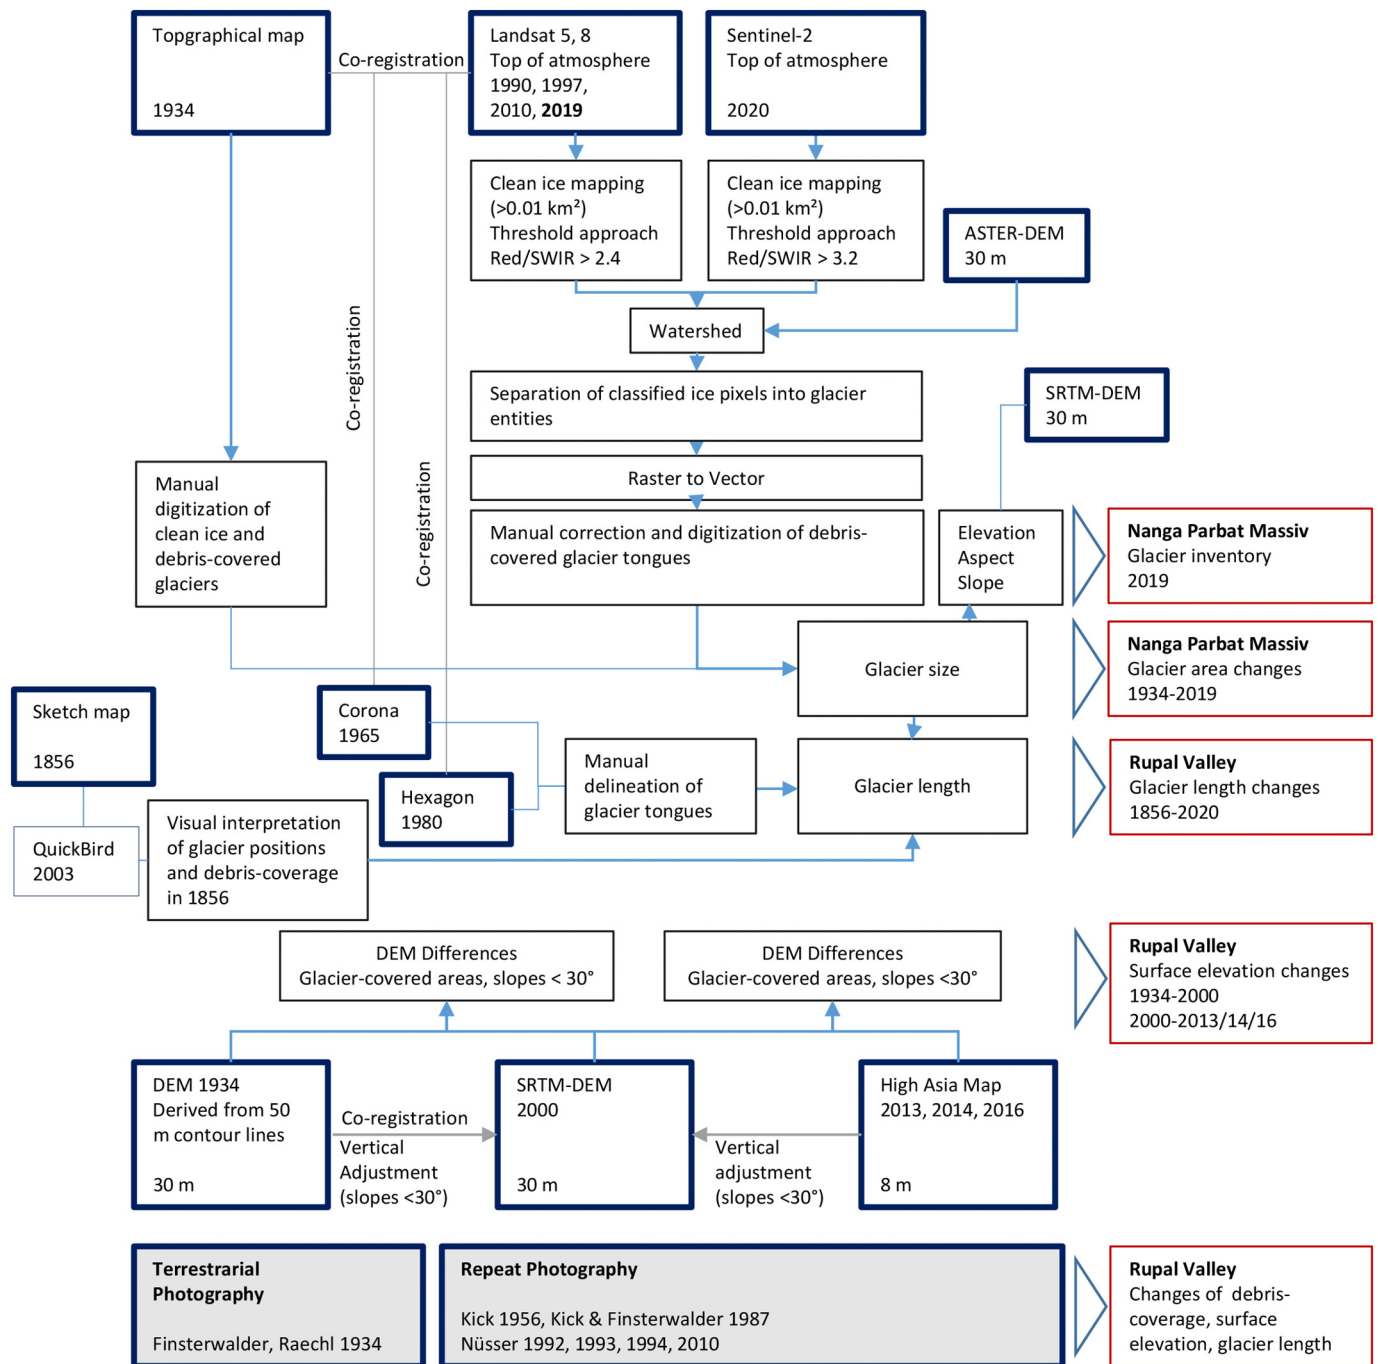 Topgraphical map
1934
Co-registration
Landsat 5, 8
Top of atmosphere
1990, 1997,
2010, 2019
Sentinel-2
Top of atmosphere
2020
Clean ice mapping
(>0.01 km²)
Threshold approach
Red/SWIR > 2.4
Clean ice mapping
(>0.01 km²)
Threshold approach
Red/SWIR > 3.2
ASTER-DEM
30 m
Watershed
Co-registration
Co-registration
Separation of classified ice pixels into glacier
entities
SRTM-DEM
30 m
Raster to Vector
Manual
digitization of
clean ice and
debris-covered
glaciers
Manual correction and digitization of debris-
covered glacier tongues
Elevation
Aspect
Slope
Nanga Parbat Massiv
Glacier inventory
2019
Glacier size
Nanga Parbat Massiv
Glacier area changes
1934-2019
Sketch map
1856
Corona
1965
Hexagon
1980
Manual
delineation of
glacier tongues
Glacier length
Rupal Valley
Glacier length changes
1856-2020
QuickBird
2003
Visual interpretation
of glacier positions
and debris-coverage
in 1856
DEM Differences
Glacier-covered areas, slopes < 30°
DEM Differences
Glacier-covered areas, slopes <30°
Rupal Valley
Surface elevation changes
1934-2000
2000-2013/14/16
DEM 1934
Derived from 50
m contour lines
30 m
Co-registration
Vertical
Adjustment
(slopes <30°)
SRTM-DEM
2000
30 m
Vertical
adjustment
(slopes <30°)
High Asia Map
2013, 2014, 2016
8 m
Terrestrarial
Photography
Finsterwalder, Raechl 1934
Repeat Photography
Kick 1956, Kick & Finsterwalder 1987
Nüsser 1992, 1993, 1994, 2010
Rupal Valley
Changes of debris-
coverage, surface
elevation, glacier length